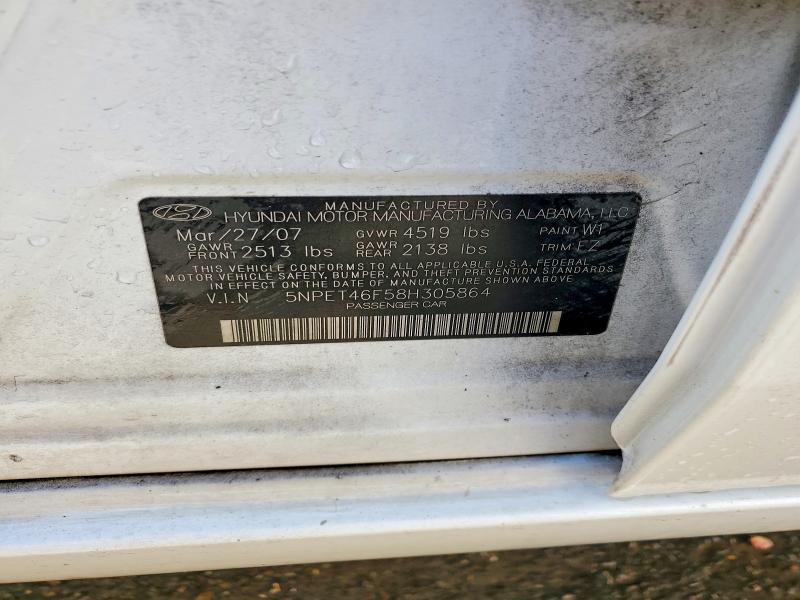 MANUFACTURED BY
HYUNDAI MOTOR MANUFACTURING ALABAMA, LLC
Mar/27/07 GVWR 4519 lbs PAINT W1
GAWR FRONT 2513 lbs GAWR REAR 2138 lbs TRIM FZ
THIS VEHICLE CONFORMS TO ALL APPLICABLE U.S.A. FEDERAL
MOTOR VEHICLE SAFETY, BUMPER, AND THEFT PREVENTION STANDARDS
IN EFFECT ON THE DATE OF MANUFACTURE SHOWN ABOVE
V.I.N 5NPET46F58H305864
PASSENGER CAR